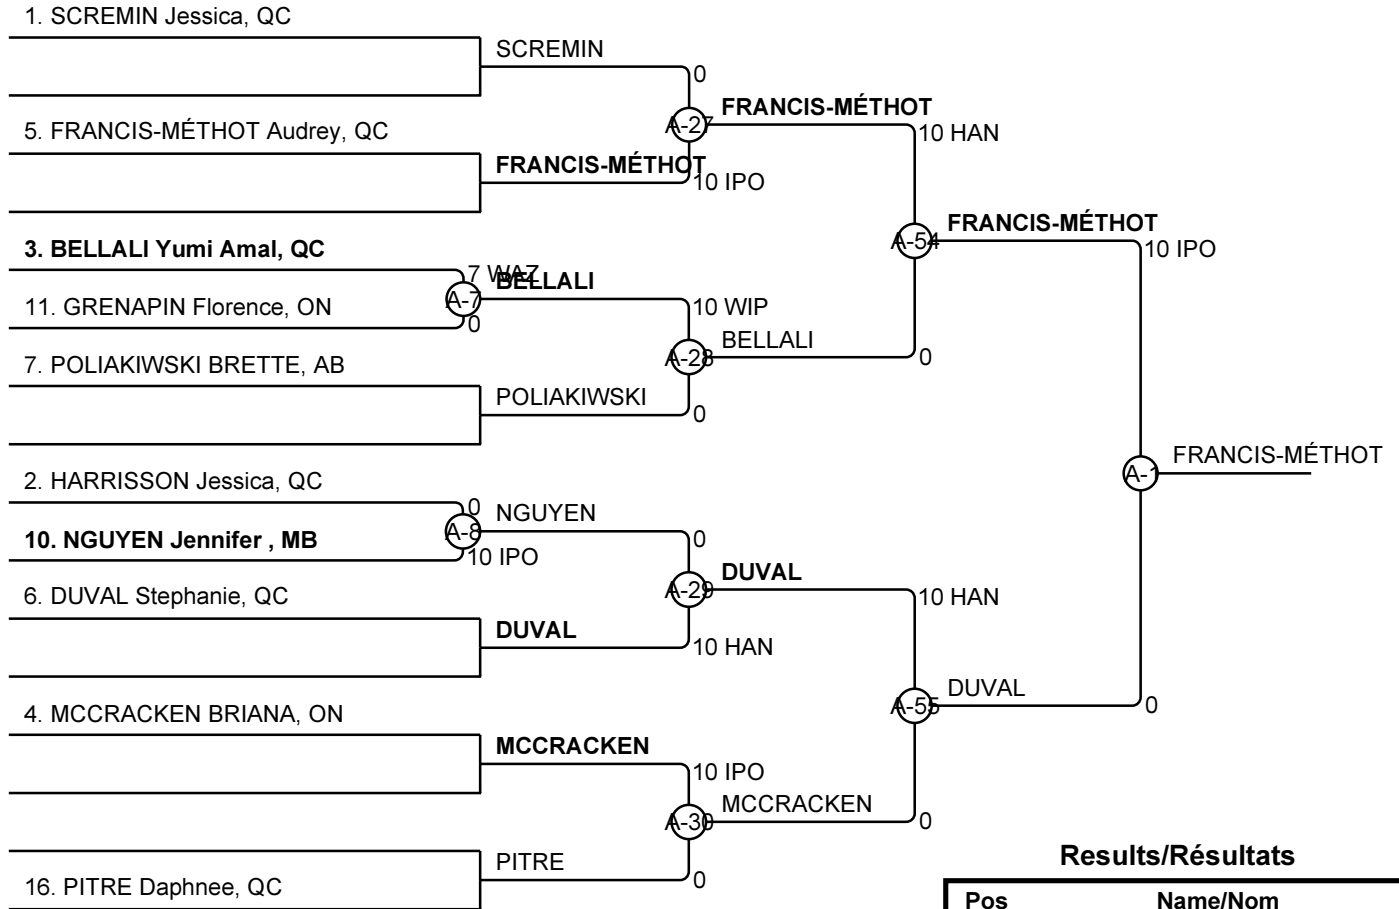 1. SCREMIN Jessica, QC
SCREMIN
0
5. FRANCIS-MÉTHOT Audrey, QC
A-27
FRANCIS-MÉTHOT
10 HAN
FRANCIS-MÉTHOT
10 IPO
3. BELLALI Yumi Amal, QC
7 WAZ
BELLALI
A-7
11. GRENAPIN Florence, ON
0
10 WIP
A-54
FRANCIS-MÉTHOT
10 IPO
7. POLIAKIWSKI BRETTE, AB
A-28
BELLALI
0
POLIAKIWSKI
0
2. HARRISSON Jessica, QC
0
A-8
NGUYEN
0
10. NGUYEN Jennifer , MB
10 IPO
A-1
FRANCIS-MÉTHOT
6. DUVAL Stephanie, QC
A-29
DUVAL
10 HAN
DUVAL
10 HAN
4. MCCRACKEN BRIANA, ON
A-55
DUVAL
0
MCCRACKEN
10 IPO
A-30
MCCRACKEN
0
PITRE
0
16. PITRE Daphnee, QC
Results/Résultats
Pos Name/Nom